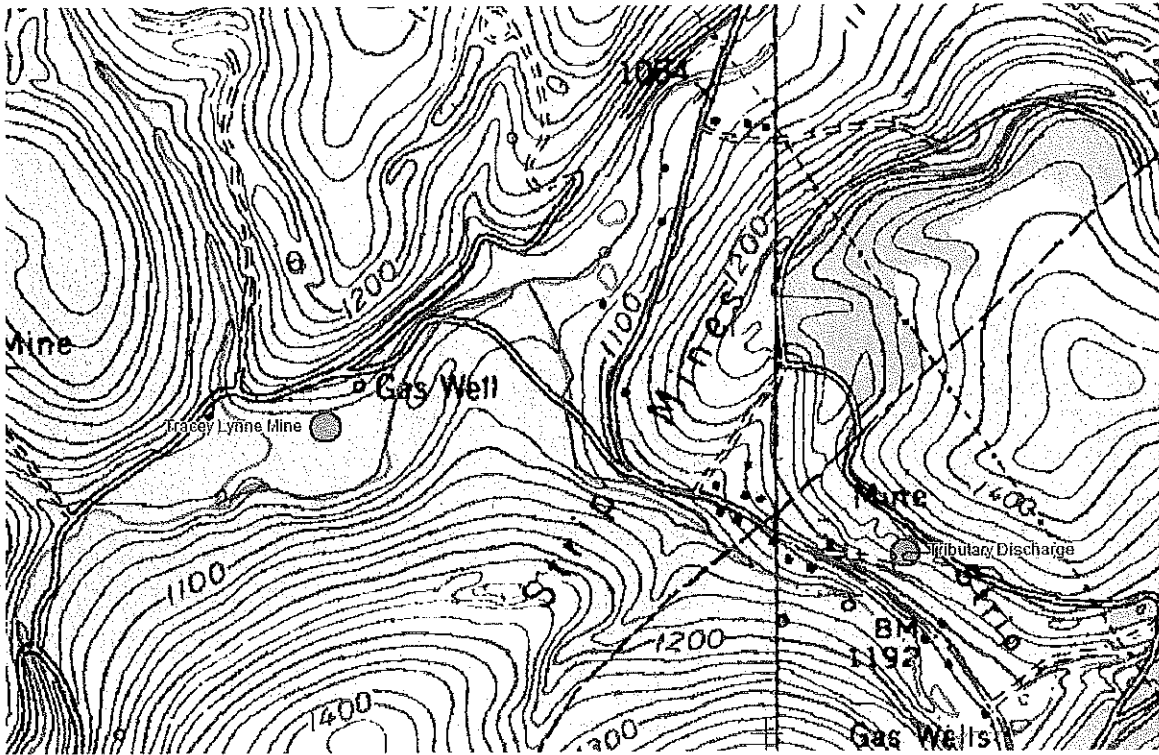 1084
1200
1200
1100
Mines
Mine
Gas Well
Tracey Lynne Mine
1400
Mine
Tributary Discharge
1100
BM
1192
1200
1400
1300
Gas Wells